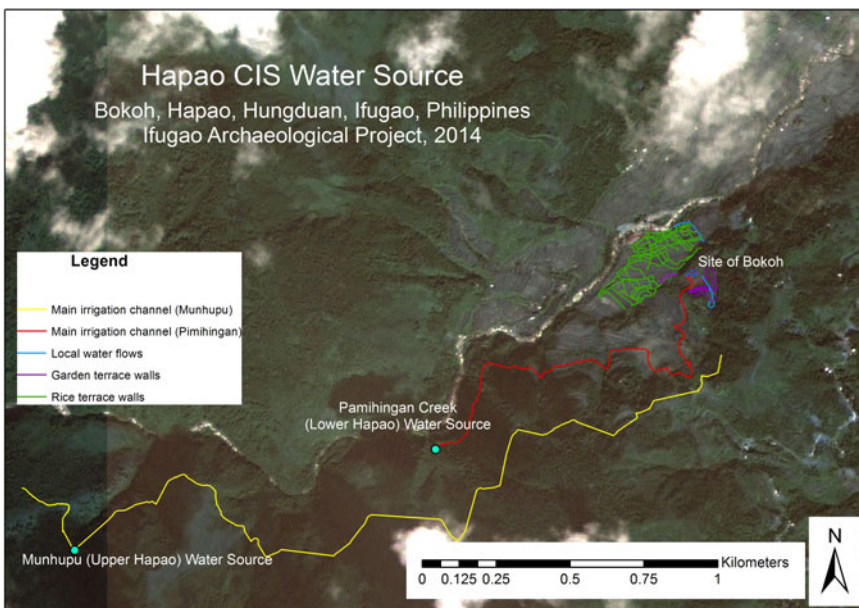 Hapao CIS Water Source
Bokoh, Hapao, Hungduan, Ifugao, Philippines
Ifugao Archaeological Project, 2014
Legend
Main irrigation channel (Munhupu)
Main irrigation channel (Pimihingan)
Local water flows
Garden terrace walls
Rice terrace walls
Site of Bokoh
Pamihingan Creek
(Lower Hapao) Water Source
Munhupu (Upper Hapao) Water Source
Kilometers
0 0.125 0.25 0.5 0.75 1
N